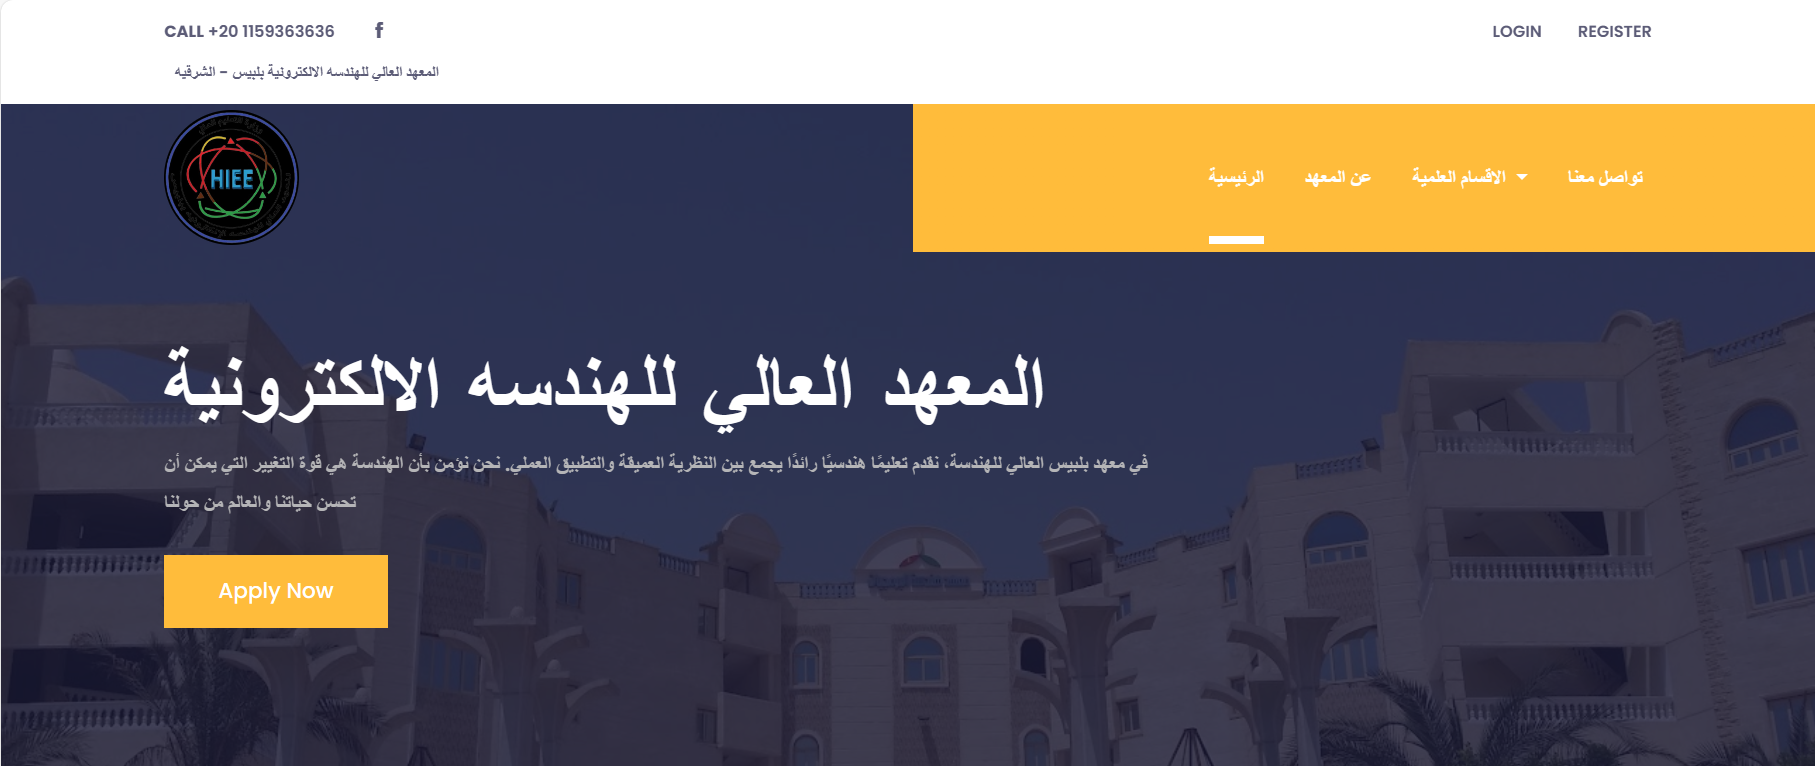 CALL +20 1159363636
LOGIN
REGISTER
المعهد العالي للهندسه الالكترونية بلبيس - الشرقيه
HIEE
الرئيسية
عن المعهد
الاقسام العلمية
تواصل معنا
المعهد العالي للهندسه الالكترونية
في معهد بلبيس العالي للهندسة، نقدم تعليمًا هندسيًا رائدًا يجمع بين النظرية العميقة والتطبيق العملي. نحن نؤمن بأن الهندسة هي قوة التغيير التي يمكن أن
تحسن حياتنا والعالم من حولنا
Apply Now